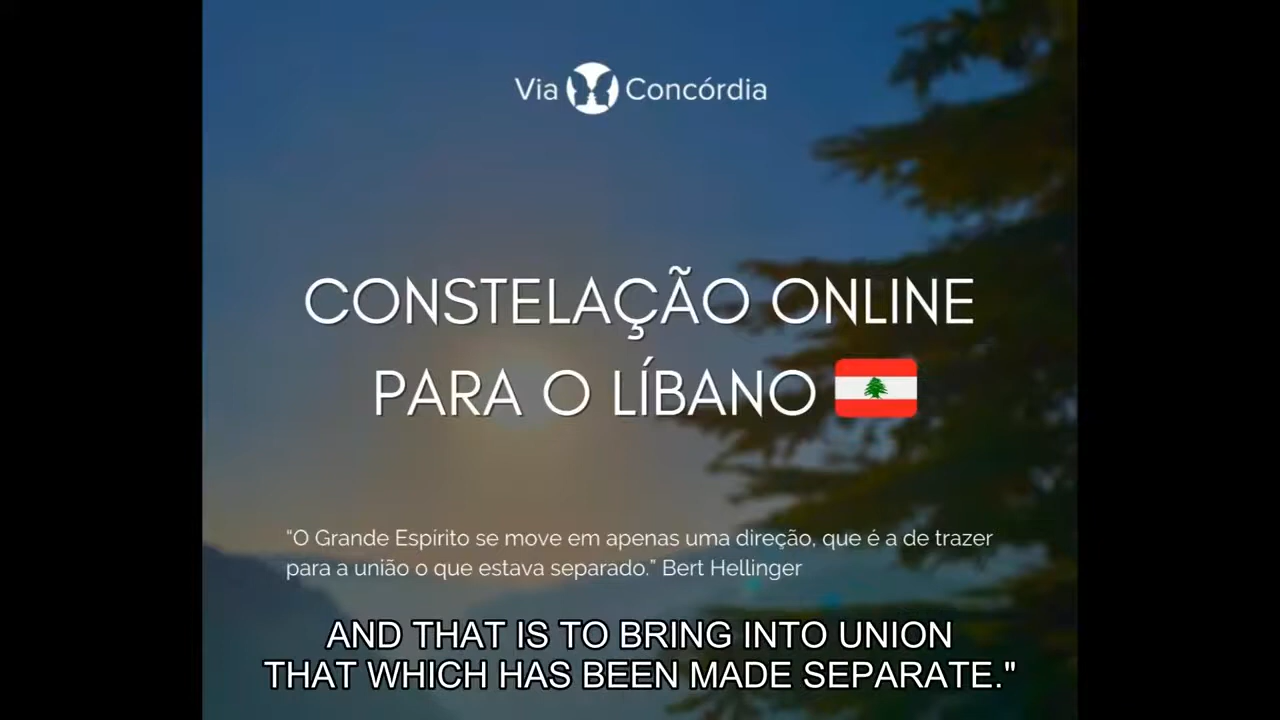 Via Concórdia
CONSTELAÇÃO ONLINE
PARA O LÍBANO
“O Grande Espírito se move em apenas uma direção, que é a de trazer
para a união o que estava separado.” Bert Hellinger
AND THAT IS TO BRING INTO UNION
THAT WHICH HAS BEEN MADE SEPARATE."